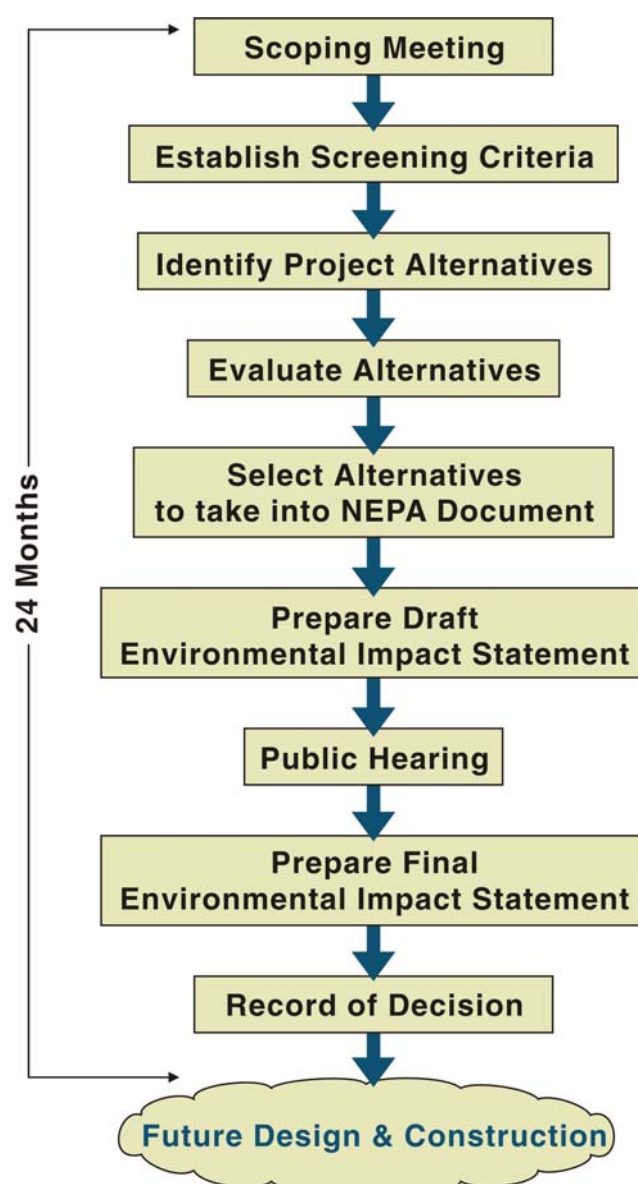 Scoping Meeting
Establish Screening Criteria
Identify Project Alternatives
Evaluate Alternatives
Select Alternatives
to take into NEPA Document
24 Months
Prepare Draft
Environmental Impact Statement
Public Hearing
Prepare Final
Environmental Impact Statement
Record of Decision
Future Design & Construction